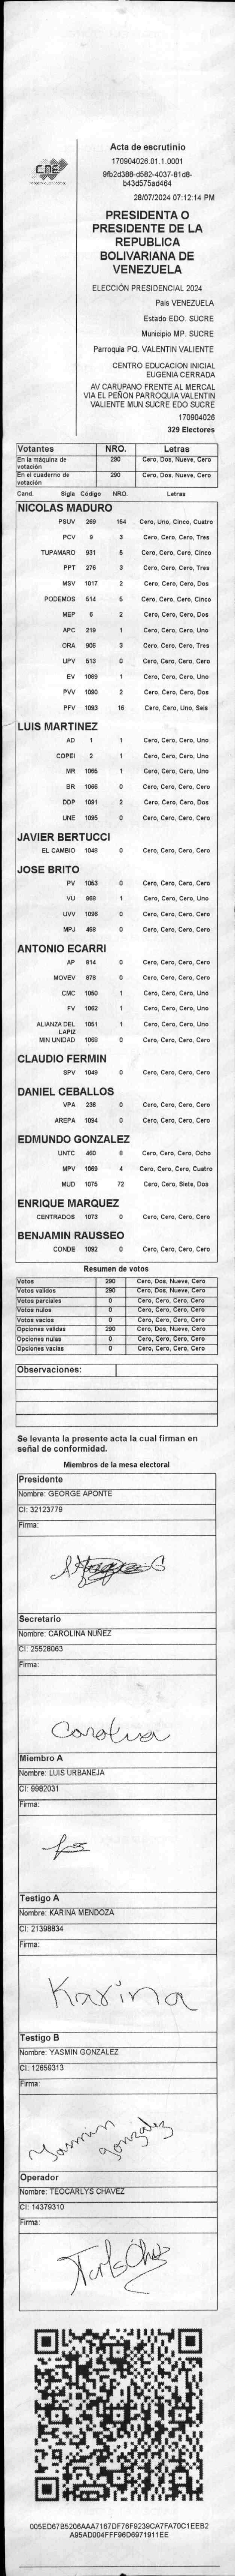 CNE
Acta de escrutinio
170904026.01.1.0001
9fb2d388-d582-4037-81d8-
b43d575ad464
28/07/2024 07:12:14 PM
PRESIDENTA O
PRESIDENTE DE LA
REPUBLICA
BOLIVARIANA DE
VENEZUELA
ELECCIÓN PRESIDENCIAL 2024
País VENEZUELA
Estado EDO. SUCRE
Municipio MP. SUCRE
Parroquia PQ. VALENTIN VALIENTE
CENTRO EDUCACION INICIAL
EUGENIA CERRADA
AV CARUPANO FRENTE AL MERCAL
VIA EL PEÑON PARROQUIA VALENTIN
VALIENTE MUN SUCRE EDO SUCRE
170904026
329 Electores
Votantes NRO. Letras
En la máquina de votación 290 Cero, Dos, Nueve, Cero
En el cuaderno de votación 290 Cero, Dos, Nueve, Cero
Cand. Sigla Código NRO. Letras
NICOLAS MADURO
PSUV 269 154 Cero, Uno, Cinco, Cuatro
PCV 9 3 Cero, Cero, Cero, Tres
TUPAMARO 931 5 Cero, Cero, Cero, Cinco
PPT 276 3 Cero, Cero, Cero, Tres
MSV 1017 2 Cero, Cero, Cero, Dos
PODEMOS 514 5 Cero, Cero, Cero, Cinco
MEP 6 2 Cero, Cero, Cero, Dos
APC 219 1 Cero, Cero, Cero, Uno
ORA 906 3 Cero, Cero, Cero, Tres
UPV 513 0 Cero, Cero, Cero, Cero
EV 1089 1 Cero, Cero, Cero, Uno
PVV 1090 2 Cero, Cero, Cero, Dos
PFV 1093 16 Cero, Cero, Uno, Seis
LUIS MARTINEZ
AD 1 1 Cero, Cero, Cero, Uno
COPEI 2 1 Cero, Cero, Cero, Uno
MR 1065 1 Cero, Cero, Cero, Uno
BR 1066 0 Cero, Cero, Cero, Cero
DDP 1091 2 Cero, Cero, Cero, Dos
UNE 1095 0 Cero, Cero, Cero, Cero
JAVIER BERTUCCI
EL CAMBIO 1048 0 Cero, Cero, Cero, Cero
JOSE BRITO
PV 1053 0 Cero, Cero, Cero, Cero
VU 868 1 Cero, Cero, Cero, Uno
UVV 1096 0 Cero, Cero, Cero, Cero
MPJ 458 0 Cero, Cero, Cero, Cero
ANTONIO ECARRI
AP 814 0 Cero, Cero, Cero, Cero
MOVEV 878 0 Cero, Cero, Cero, Cero
CMC 1050 1 Cero, Cero, Cero, Uno
FV 1062 1 Cero, Cero, Cero, Uno
ALIANZA DEL LAPIZ 1051 1 Cero, Cero, Cero, Uno
MIN UNIDAD 1068 0 Cero, Cero, Cero, Cero
CLAUDIO FERMIN
SPV 1049 0 Cero, Cero, Cero, Cero
DANIEL CEBALLOS
VPA 236 0 Cero, Cero, Cero, Cero
AREPA 1094 0 Cero, Cero, Cero, Cero
EDMUNDO GONZALEZ
UNTC 460 8 Cero, Cero, Cero, Ocho
MPV 1069 4 Cero, Cero, Cero, Cuatro
MUD 1075 72 Cero, Cero, Siete, Dos
ENRIQUE MARQUEZ
CENTRADOS 1073 0 Cero, Cero, Cero, Cero
BENJAMIN RAUSSEO
CONDE 1092 0 Cero, Cero, Cero, Cero
Resumen de votos
Votos 290 Cero, Dos, Nueve, Cero
Votos validos 290 Cero, Dos, Nueve, Cero
Votos parciales 0 Cero, Cero, Cero, Cero
Votos nulos 0 Cero, Cero, Cero, Cero
Votos vacios 0 Cero, Cero, Cero, Cero
Opciones validas 290 Cero, Dos, Nueve, Cero
Opciones nulas 0 Cero, Cero, Cero, Cero
Opciones vacias 0 Cero, Cero, Cero, Cero
Observaciones:
Se levanta la presente acta la cual firman en
señal de conformidad.
Miembros de la mesa electoral
Presidente
Nombre: GEORGE APONTE
CI: 32123779
Firma:
Secretario
Nombre: CAROLINA NUÑEZ
CI: 25528063
Firma:
Carolina
Miembro A
Nombre: LUIS URBANEJA
CI: 9982031
Firma:
Testigo A
Nombre: KARINA MENDOZA
CI: 21398834
Firma:
Karina
Testigo B
Nombre: YASMIN GONZALEZ
CI: 12659313
Firma:
Yasmin
gonzalez
Operador
Nombre: TEOCARLYS CHAVEZ
CI: 14379310
Firma:
005ED67B5206AAA7167DF76F9239CA7FA70C1EEB2
A95AD004FFF96D6971911EE